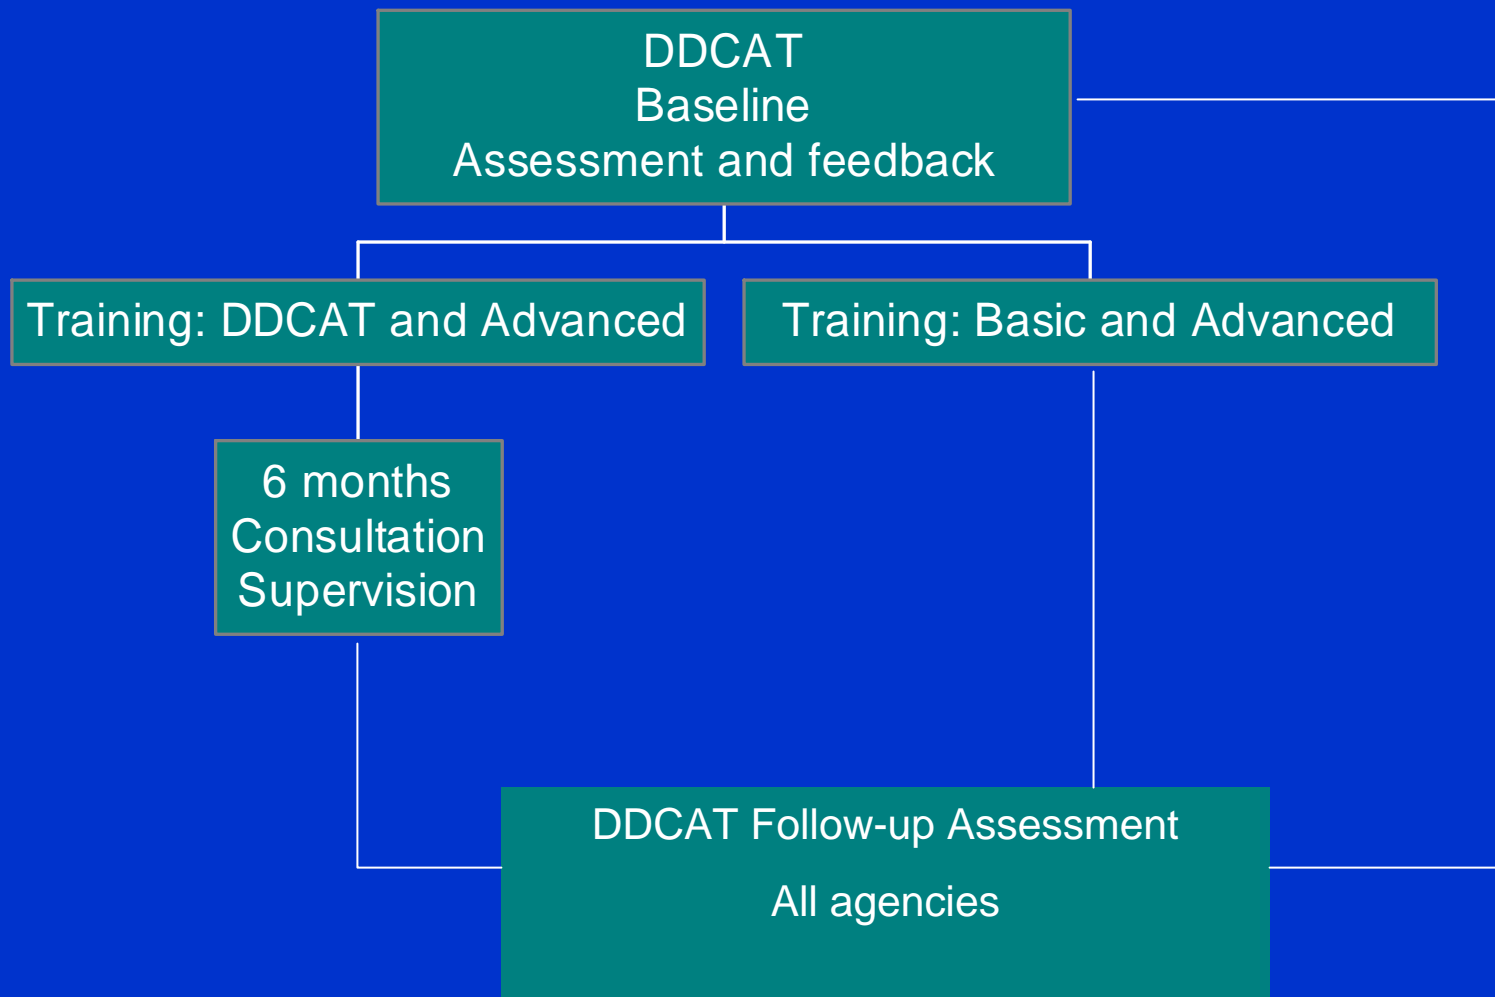 DDCAT
Baseline
Assessment and feedback
Training: DDCAT and Advanced
Training: Basic and Advanced
6 months
Consultation
Supervision
DDCAT Follow-up Assessment
All agencies